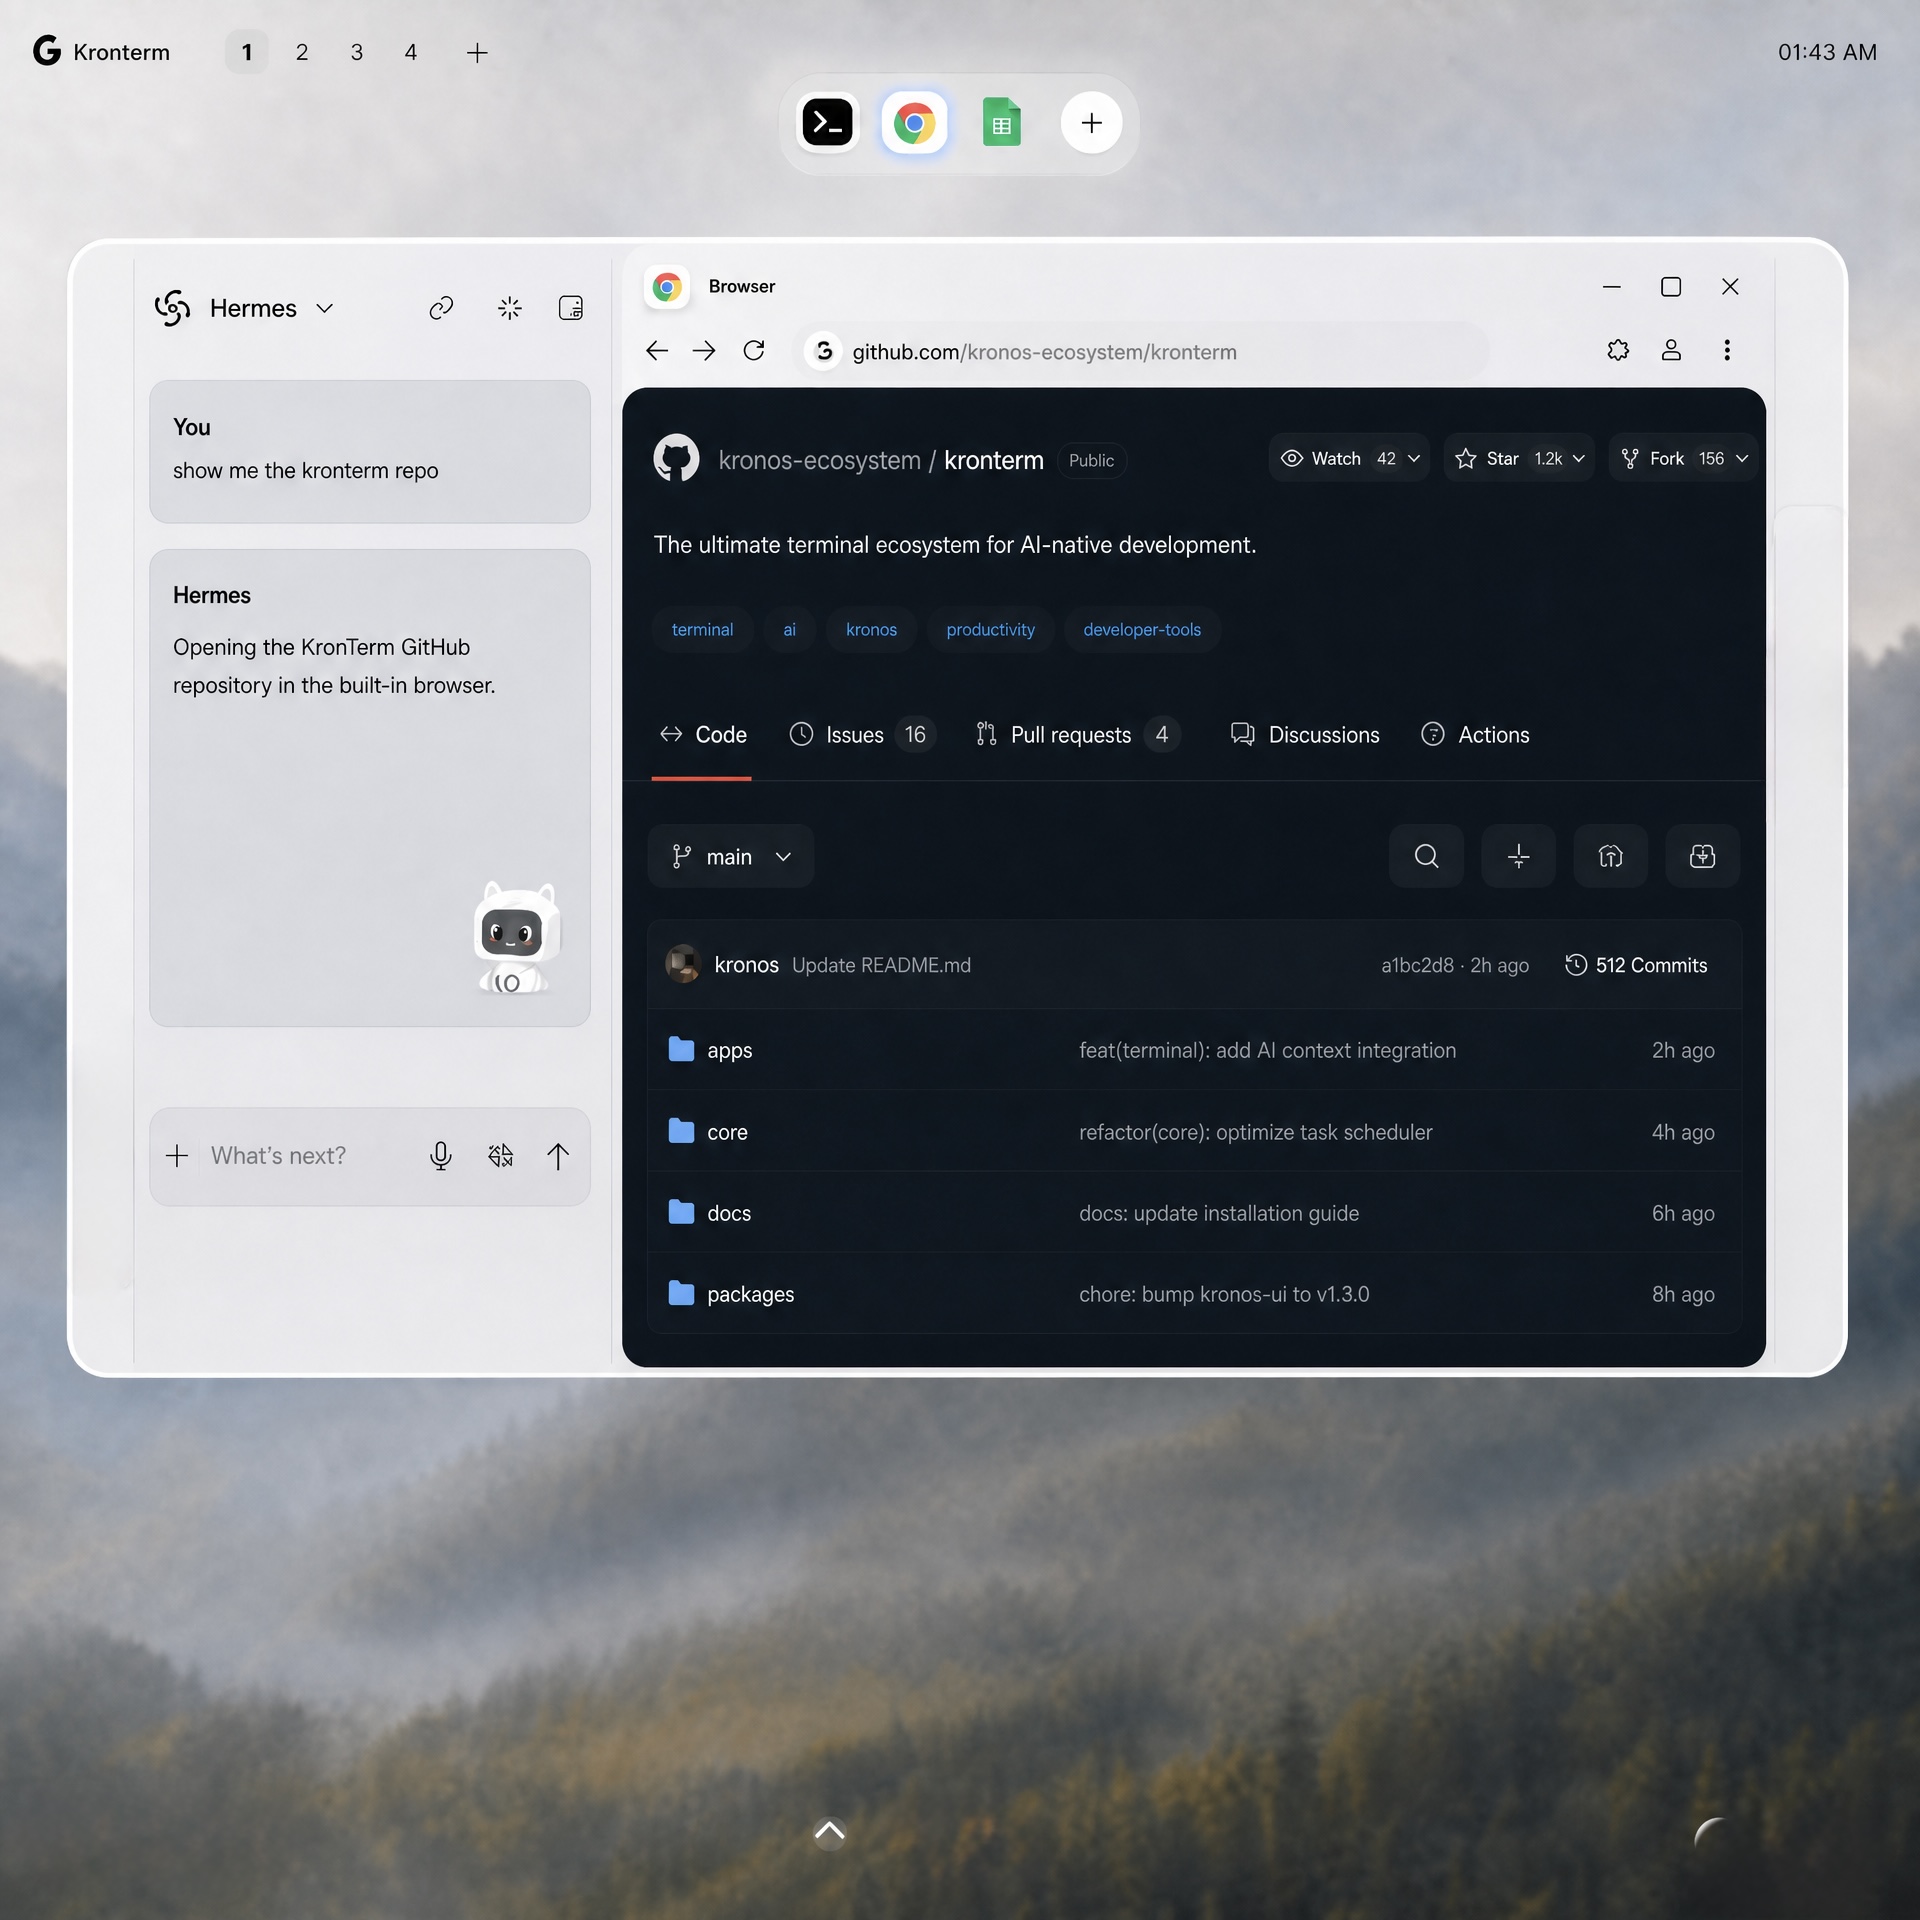 Kronterm 1 2 3 4
01:43 AM
Hermes
You
show me the kronterm repo
Hermes
Opening the KronTerm GitHub
repository in the built-in browser.
What's next?
Browser
github.com/kronos-ecosystem/kronterm
kronos-ecosystem / kronterm Public
Watch 42 Star 1.2k Fork 156
The ultimate terminal ecosystem for AI-native development.
terminal ai kronos productivity developer-tools
Code Issues 16 Pull requests 4 Discussions Actions
main
kronos Update README.md a1bc2d8 · 2h ago 512 Commits
apps feat(terminal): add AI context integration 2h ago
core refactor(core): optimize task scheduler 4h ago
docs docs: update installation guide 6h ago
packages chore: bump kronos-ui to v1.3.0 8h ago